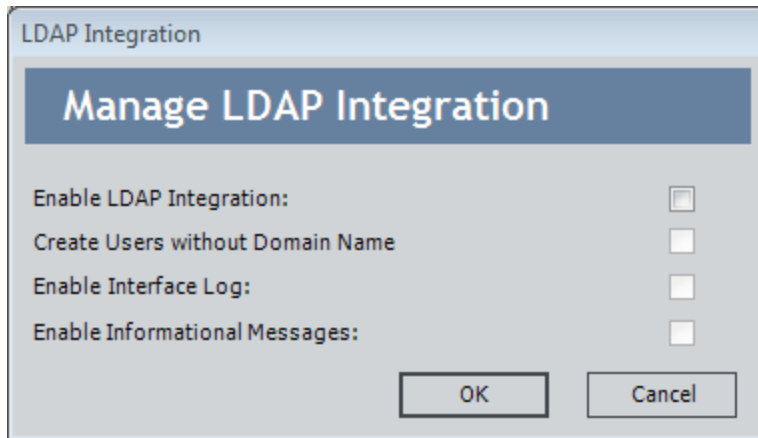 LDAP Integration
Manage LDAP Integration
Enable LDAP Integration:
Create Users without Domain Name
Enable Interface Log:
Enable Informational Messages:
OK Cancel